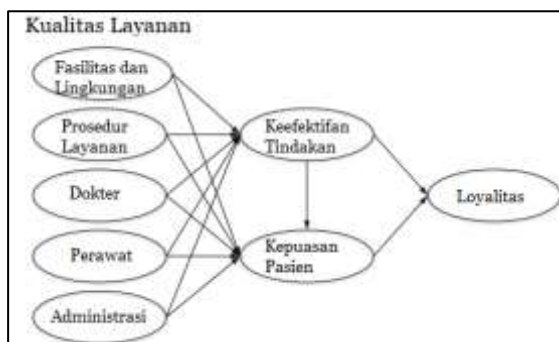 Kualitas Layanan
Fasilitas dan
Lingkungan
Prosedur
Layanan
Dokter
Perawat
Administrasi
Keefektifan
Tindakan
Kepuasan
Pasien
Loyalitas